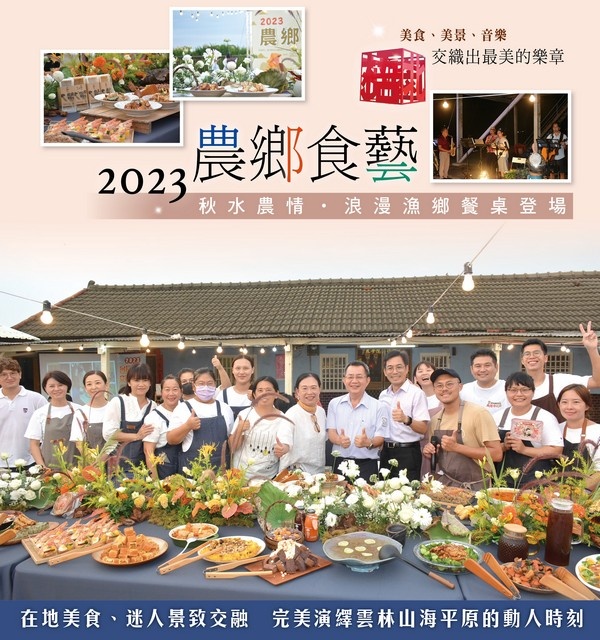 美食、美景、音樂
交織出最美的樂章
2023
農鄉
2023農鄉食藝
秋水農情・浪漫漁鄉餐桌登場
在地美食、迷人景致交融 完美演繹雲林山海平原的動人時刻